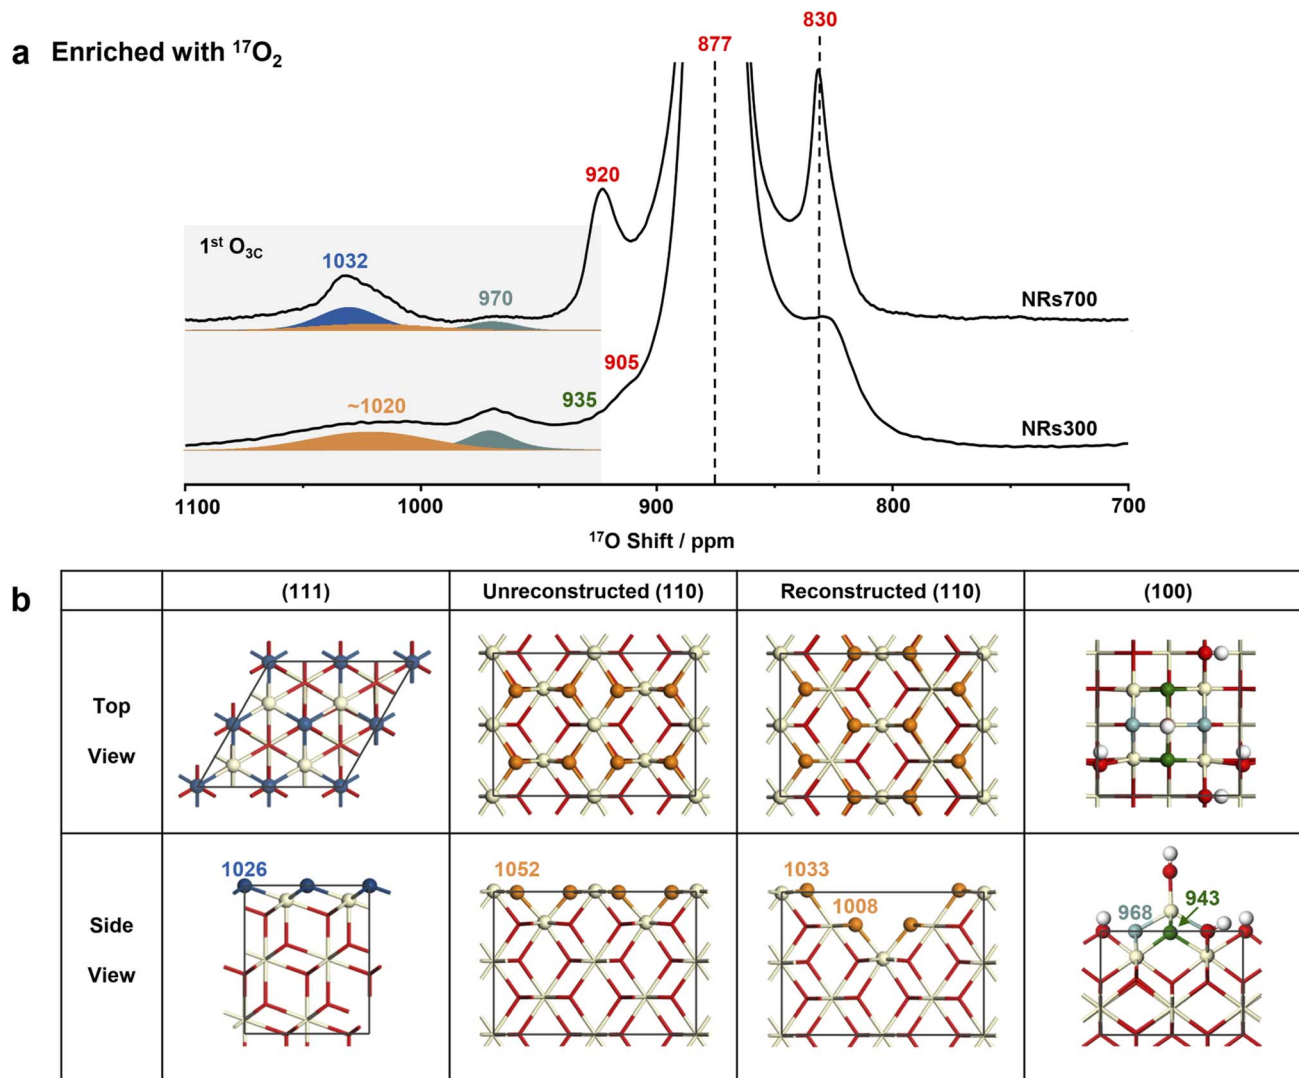 a Enriched with ¹⁷O₂
830
877
920
1ˢᵗ O₃C
1032
970
NRs700
905
935
~1020
NRs300
1100 1000 900 800 700
¹⁷O Shift / ppm
b
(111) Unreconstructed (110) Reconstructed (110) (100)
Top
View
Side
View
1026
1052
1033
1008
968
943